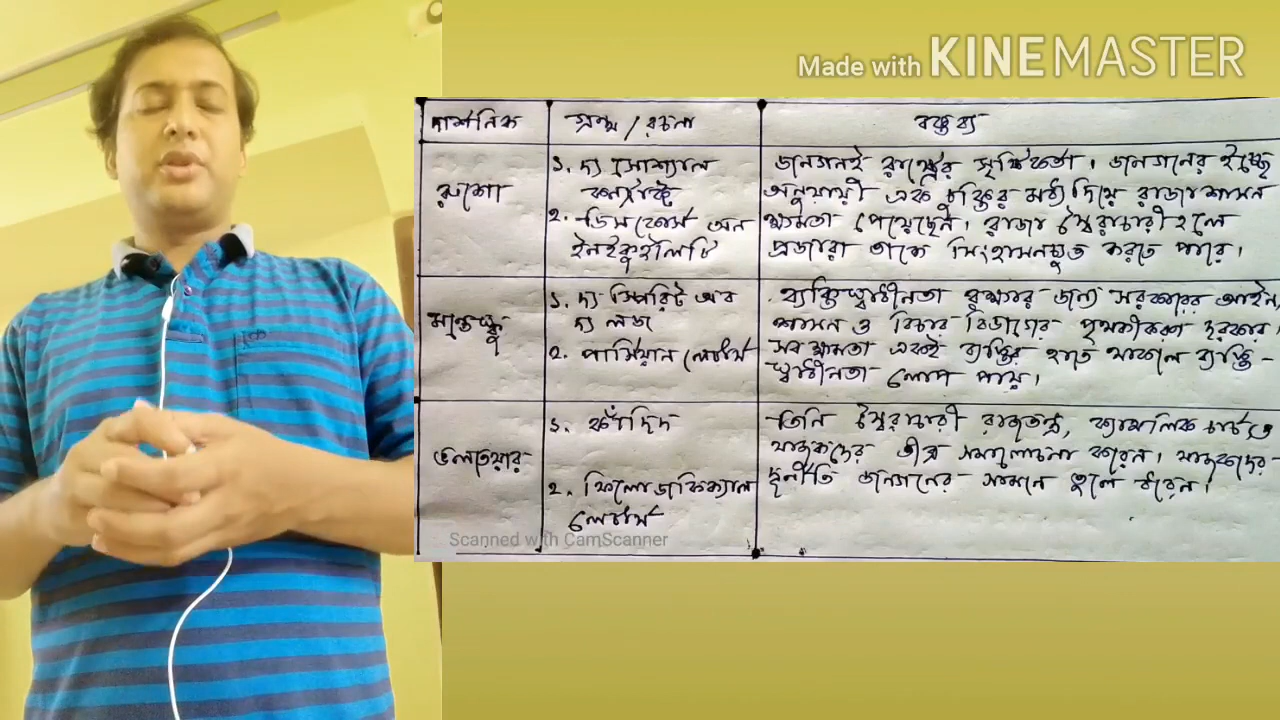 Made with KINEMASTER
দার্শনিক
গ্রন্থ / রচনা
বক্তব্য
রুশো
১. দ্য সোশ্যাল
কন্ট্রাক্ট
২. ডিসকোর্স অন
ইনইকুইালিটি
জনগনই রাষ্ট্রের সৃষ্টিকর্তা। জনগনের ইচ্ছে
অনুযায়ী এক চুক্তির মধ্য দিয়ে রাজা শাসন
ক্ষমতা পেয়েছেন। রাজা স্বৈরাচারী হলে
প্রজারা তাকে সিংহাসনচ্যুত করতে পারে।
মন্তেস্কু
১. দ্য স্পিরিট অব
দ্য লজ
২. পার্সিয়ান লেটার্স
ব্যক্তিস্বাধীনতা রক্ষার জন্য সরকারের আইন,
শাসন ও বিচার বিভাগের পৃথকীকরণ দরকার।
সব ক্ষমতা একই ব্যক্তির হাতে থাকলে ব্যক্তি-
স্বাধীনতা লোপ পায়।
ভলতেয়ার
১. কাঁদিদ
২. ফিলোজফিক্যাল
লেটার্স
তিনি স্বৈরাচারী রাজতন্ত্র, ক্যাথলিক চার্চ ও
যাজকদের তীব্র সমালোচনা করেন। যাজকদের
দুর্নীতি জনগনের সামনে তুলে ধরেন।
Scanned with CamScanner